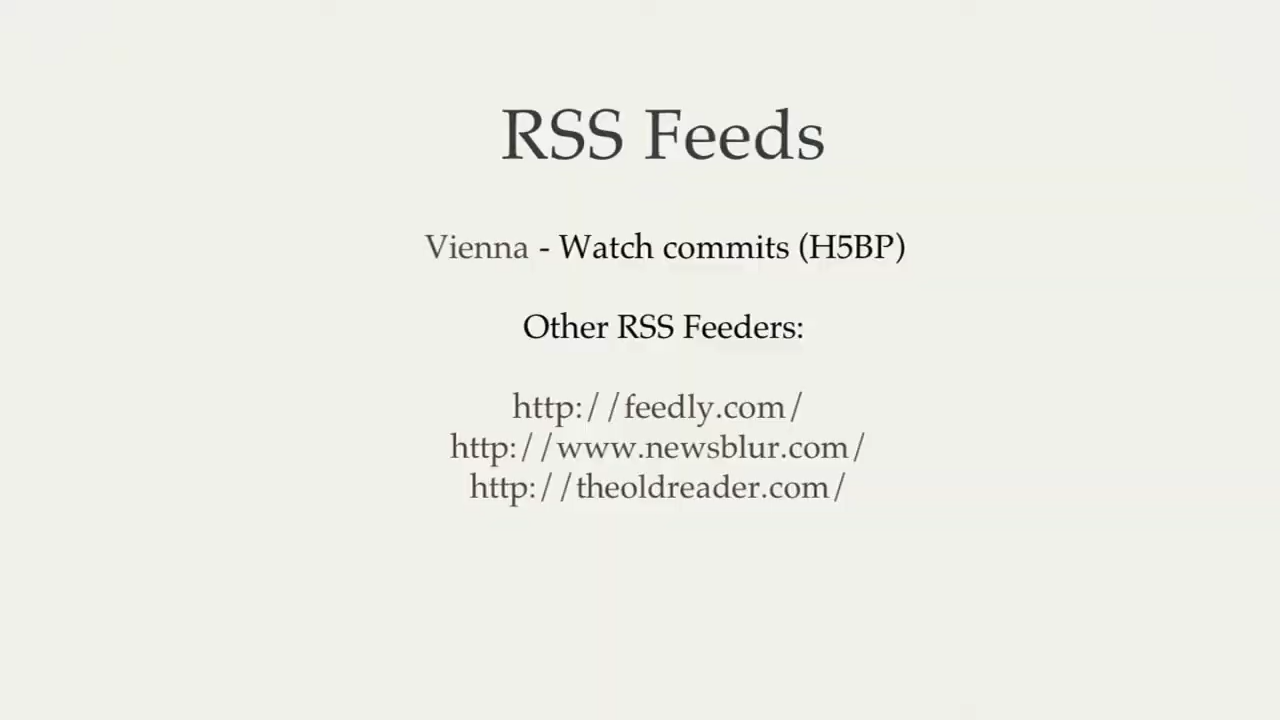 RSS Feeds
Vienna - Watch commits (H5BP)
Other RSS Feeders:
http://feedly.com/
http://www.newsblur.com/
http://theoldreader.com/